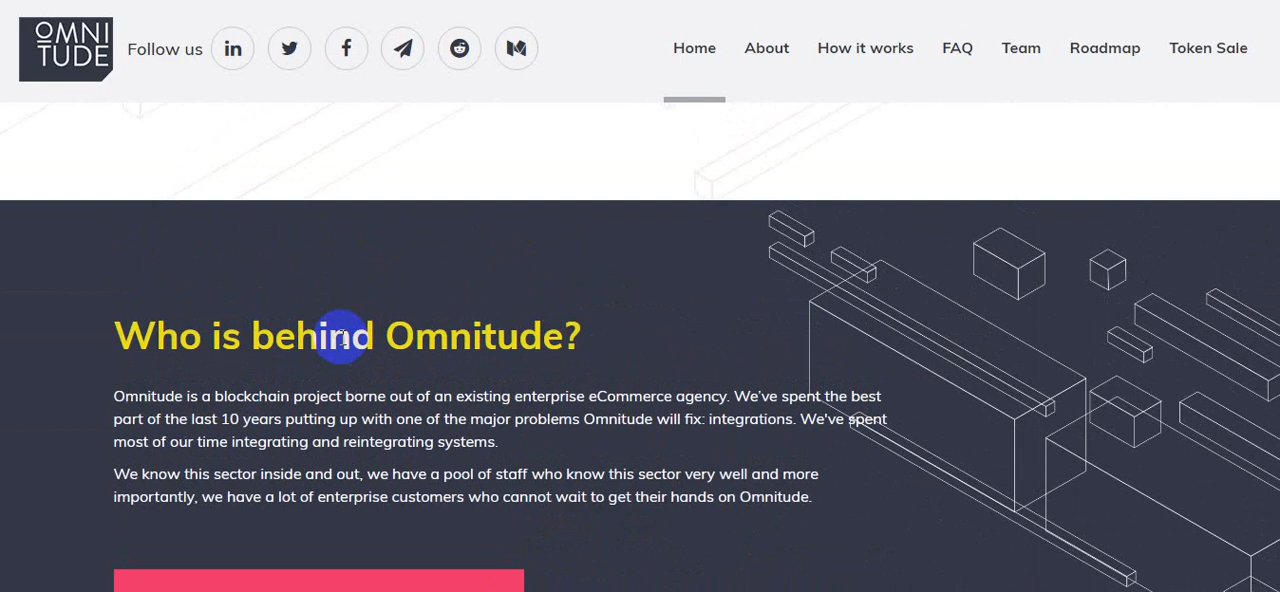 OMNI
TUDE
Follow us
Home About How it works FAQ Team Roadmap Token Sale
Who is behind Omnitude?
Omnitude is a blockchain project borne out of an existing enterprise eCommerce agency. We’ve spent the best
part of the last 10 years putting up with one of the major problems Omnitude will fix: integrations. We've spent
most of our time integrating and reintegrating systems.
We know this sector inside and out, we have a pool of staff who know this sector very well and more
importantly, we have a lot of enterprise customers who cannot wait to get their hands on Omnitude.